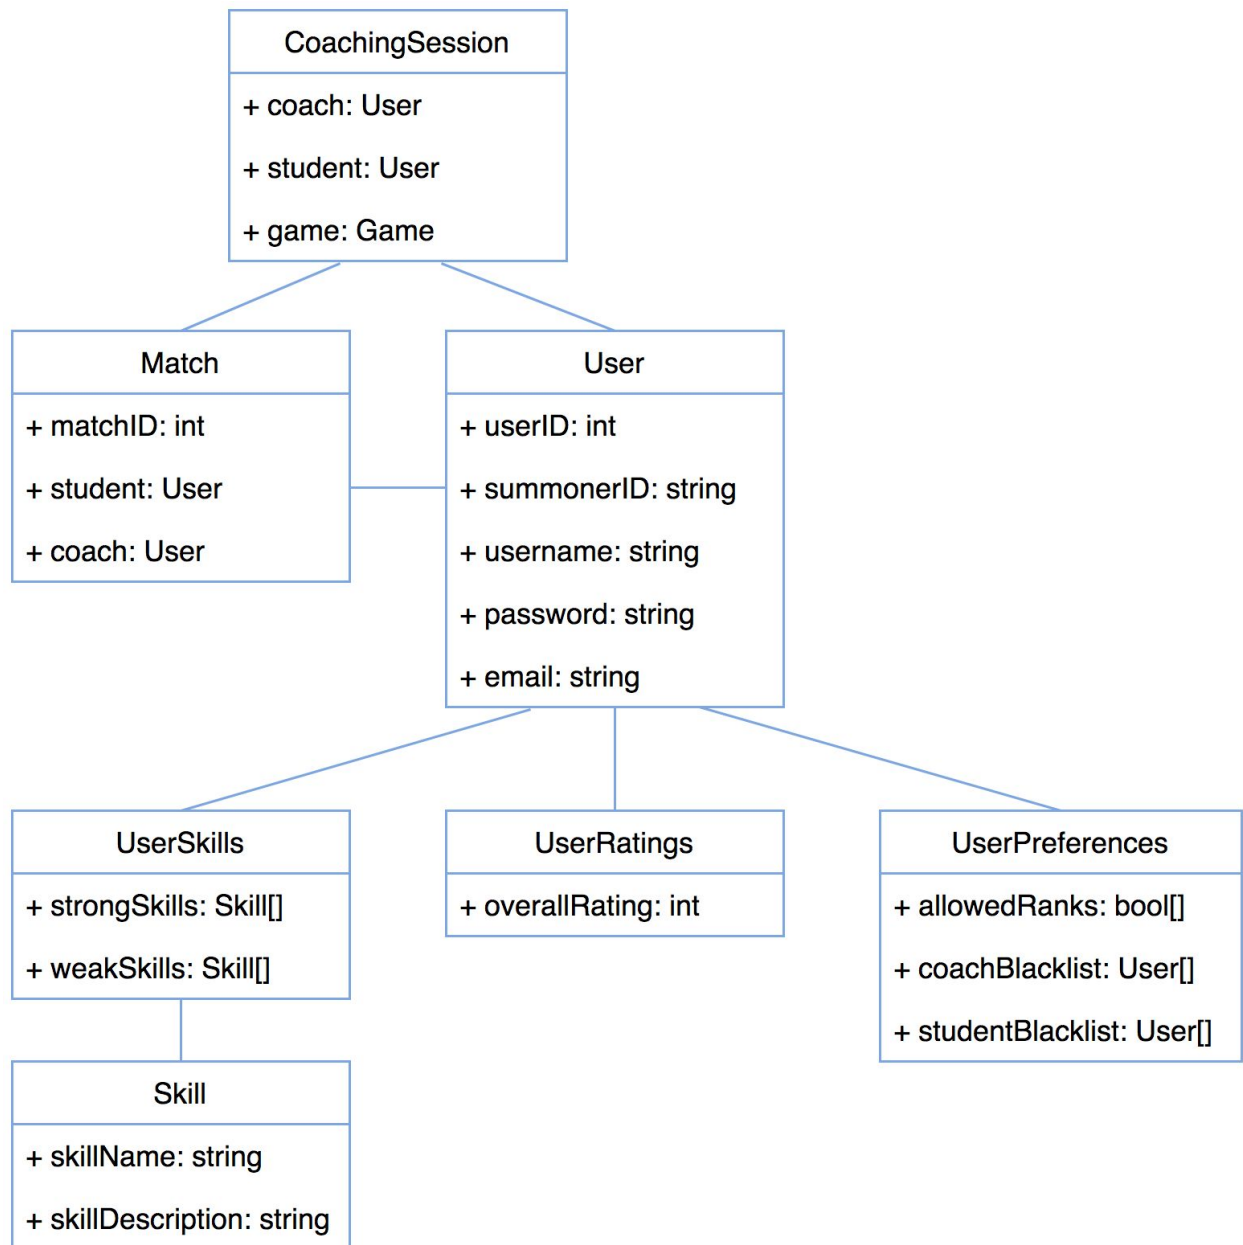 CoachingSession
+ coach: User
+ student: User
+ game: Game
Match
+ matchID: int
+ student: User
+ coach: User
User
+ userID: int
+ summonerID: string
+ username: string
+ password: string
+ email: string
UserSkills
+ strongSkills: Skill[]
+ weakSkills: Skill[]
UserRatings
+ overallRating: int
UserPreferences
+ allowedRanks: bool[]
+ coachBlacklist: User[]
+ studentBlacklist: User[]
Skill
+ skillName: string
+ skillDescription: string